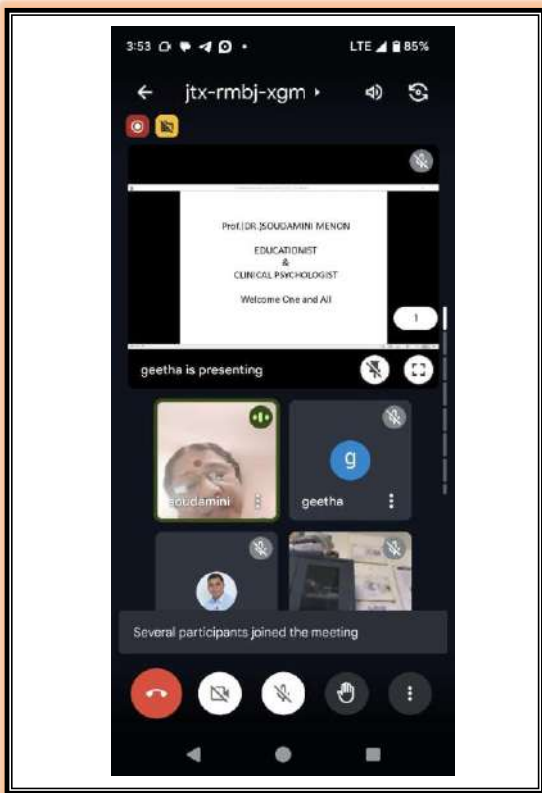 3:53 LTE 85%
jtx-rmbj-xgm
Prof.(DR.)SOUDAMINI MENON
EDUCATIONIST
&
CLINICAL PSYCHOLOGIST
Welcome One and All
1
geetha is presenting
g
soudamini
geetha
Several participants joined the meeting